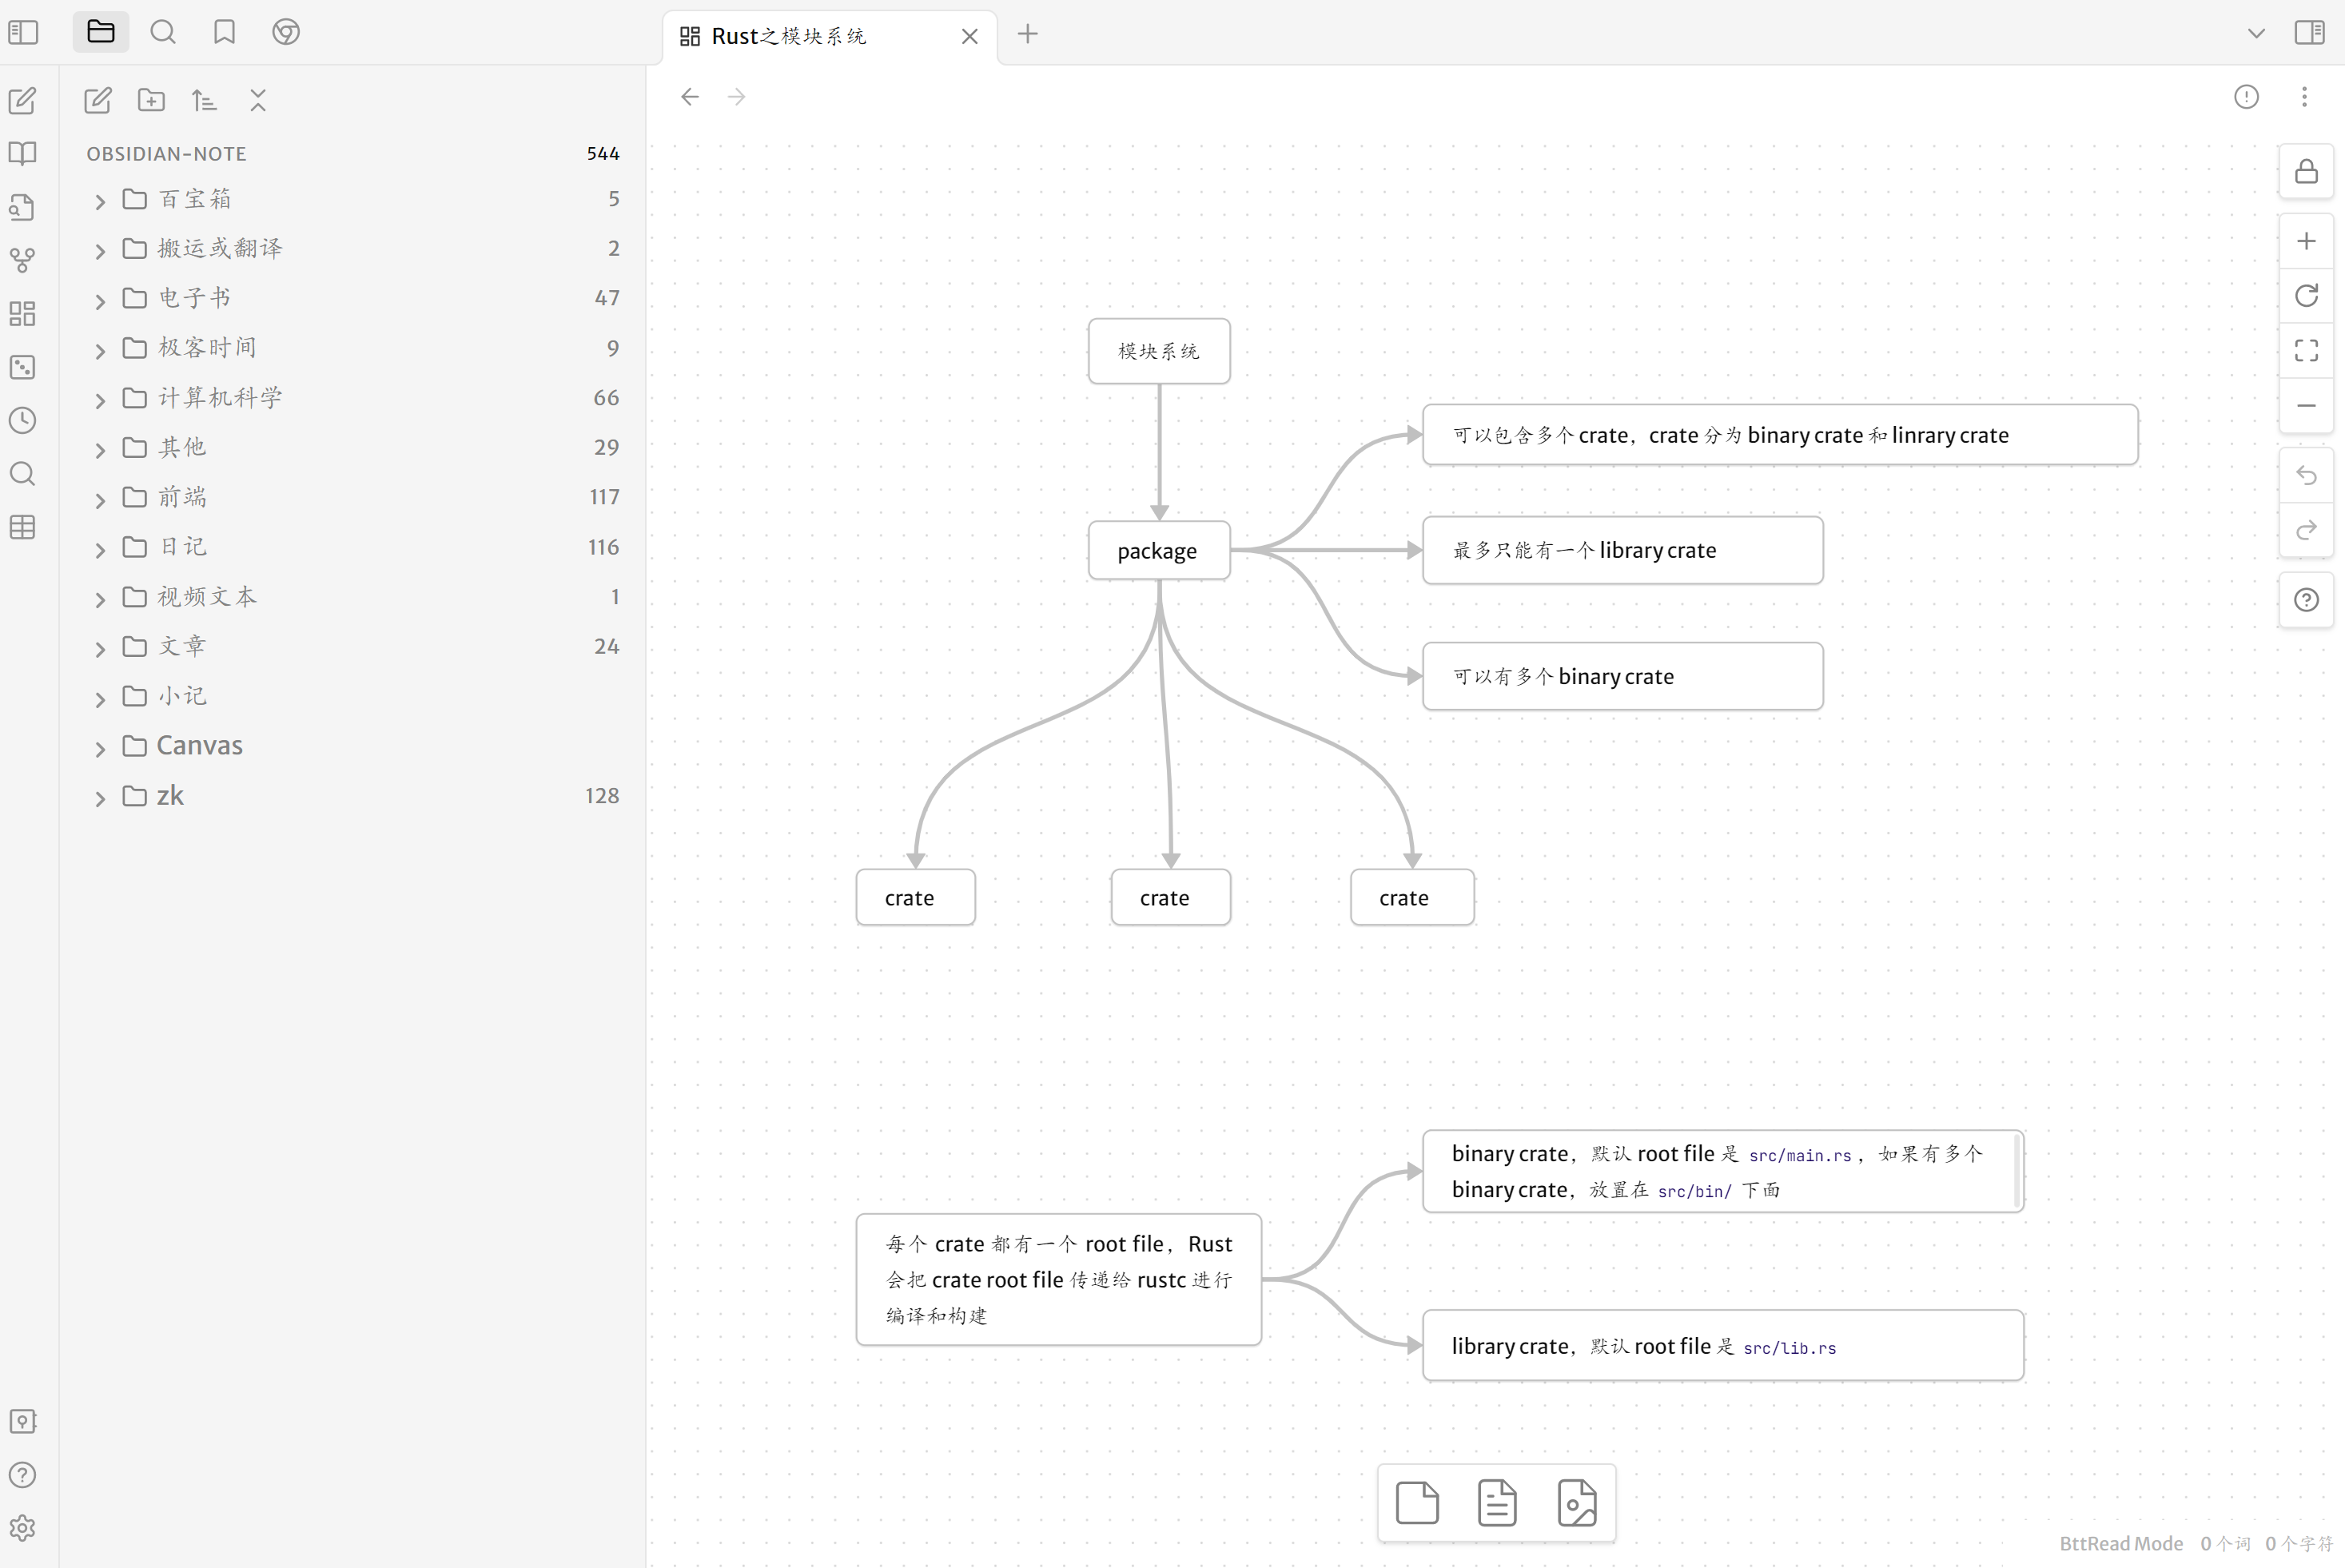 Rust之模块系统
OBSIDIAN-NOTE 544
百宝箱 5
搬运或翻译 2
电子书 47
极客时间 9
计算机科学 66
其他 29
前端 117
日记 116
视频文本 1
文章 24
小记
Canvas
zk 128
模块系统
package
可以包含多个 crate，crate 分为 binary crate 和 linrary crate
最多只能有一个 library crate
可以有多个 binary crate
crate
crate
crate
每个 crate 都有一个 root file，Rust
会把 crate root file 传递给 rustc 进行
编译和构建
binary crate，默认 root file 是 src/main.rs ，如果有多个
binary crate，放置在 src/bin/ 下面
library crate，默认 root file 是 src/lib.rs
BttRead Mode 0 个词 0 个字符